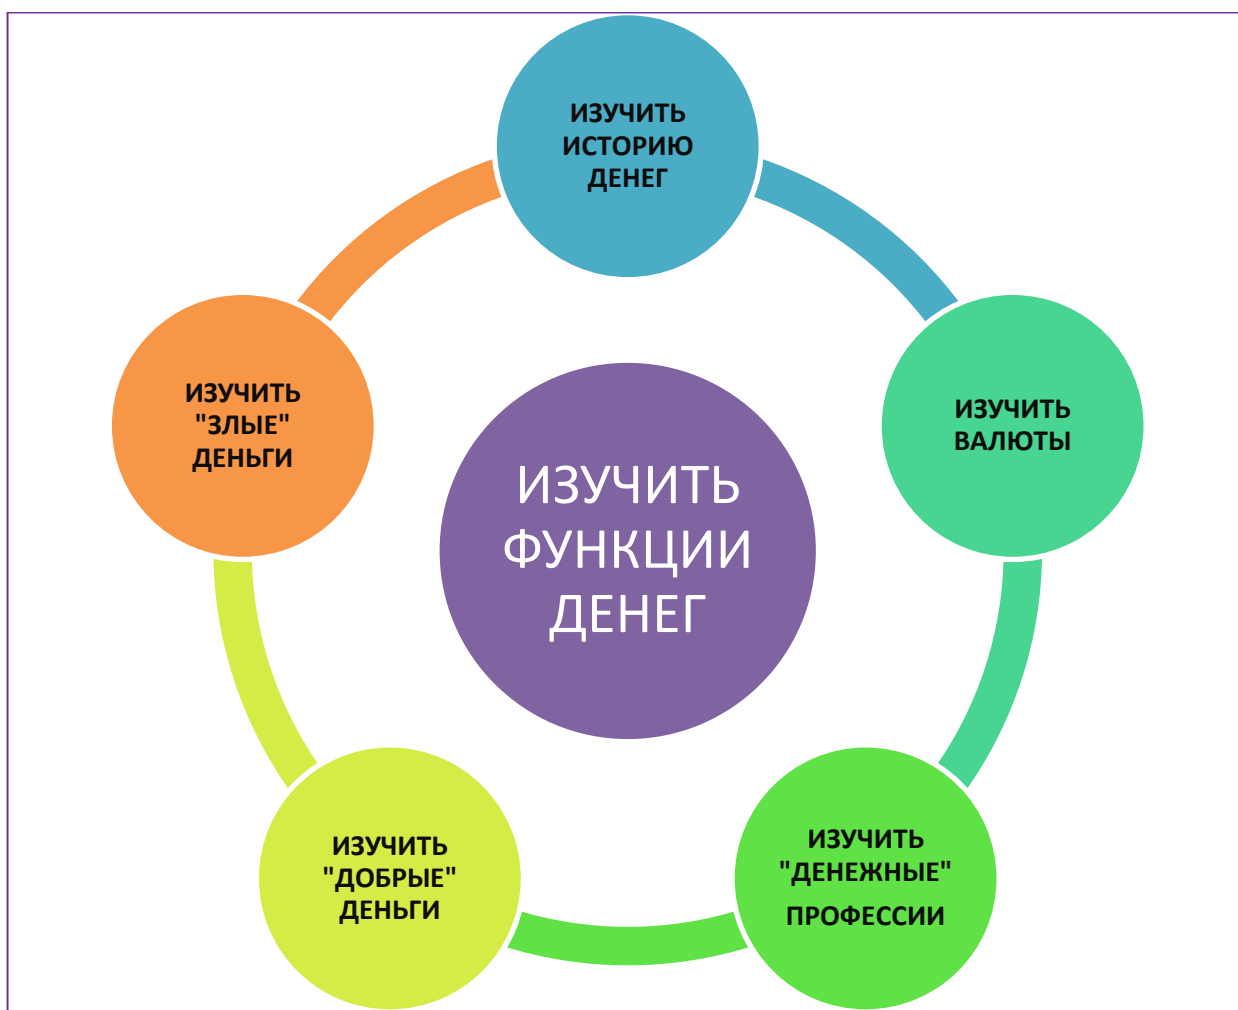 ИЗУЧИТЬ
ИСТОРИЮ
ДЕНЕГ
ИЗУЧИТЬ
ВАЛЮТЫ
ИЗУЧИТЬ
"ДЕНЕЖНЫЕ"
ПРОФЕССИИ
ИЗУЧИТЬ
"ДОБРЫЕ"
ДЕНЬГИ
ИЗУЧИТЬ
"ЗЛЫЕ"
ДЕНЬГИ
ИЗУЧИТЬ
ФУНКЦИИ
ДЕНЕГ